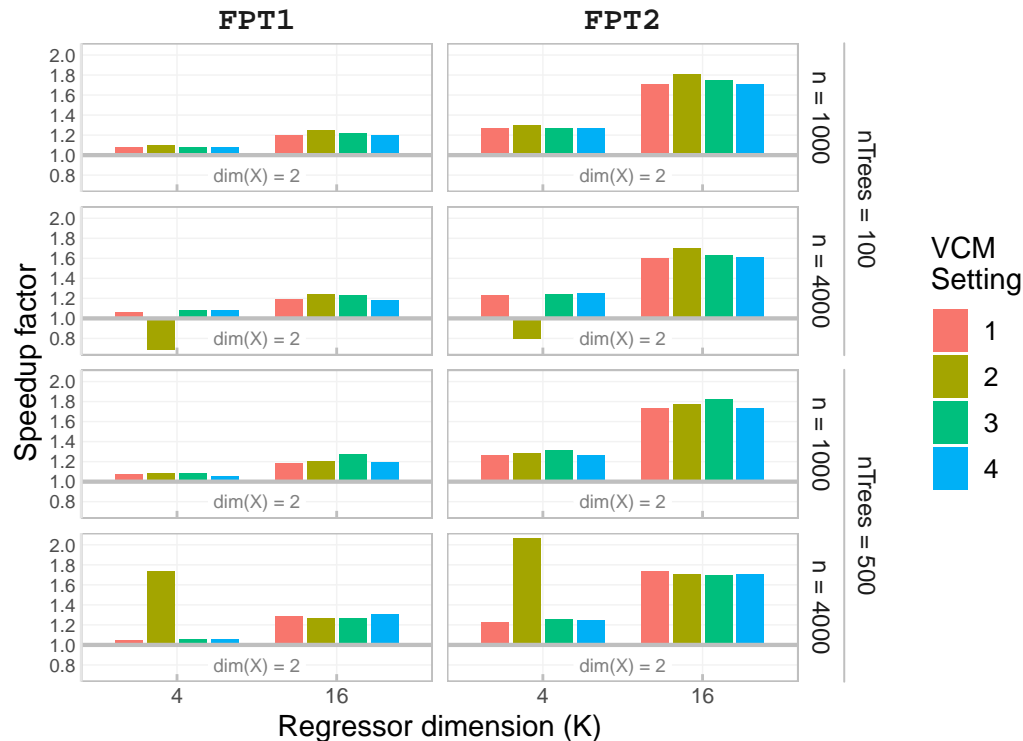 FPT1 FPT2
2.0
1.8
1.6
1.4
1.2
1.0
0.8
dim(X) = 2 dim(X) = 2
n = 1000
2.0
1.8
1.6
1.4
1.2
1.0
0.8
dim(X) = 2 dim(X) = 2
n = 4000
nTrees = 100
2.0
1.8
1.6
1.4
1.2
1.0
0.8
dim(X) = 2 dim(X) = 2
n = 1000
2.0
1.8
1.6
1.4
1.2
1.0
0.8
dim(X) = 2 dim(X) = 2
n = 4000
nTrees = 500
4 16 4 16
Regressor dimension (K)
Speedup factor
VCM
Setting
1
2
3
4